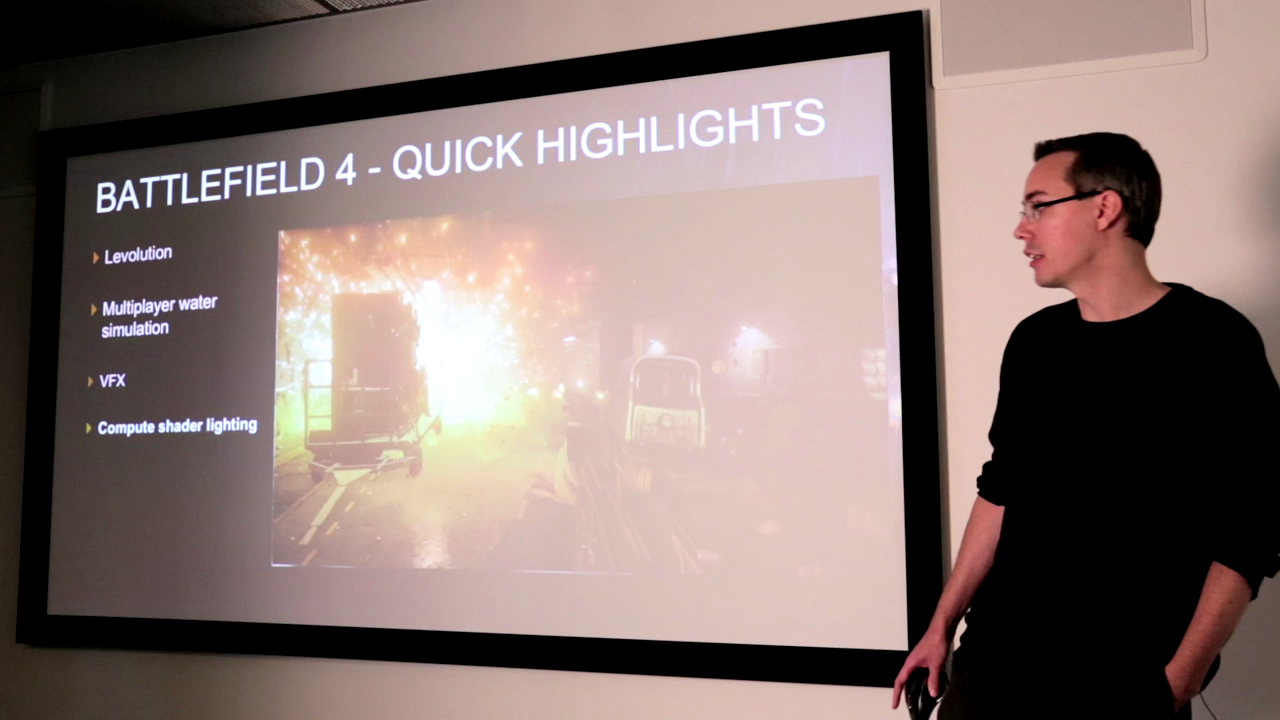 BATTLEFIELD 4 - QUICK HIGHLIGHTS
Levolution
Multiplayer water
simulation
VFX
Compute shader lighting